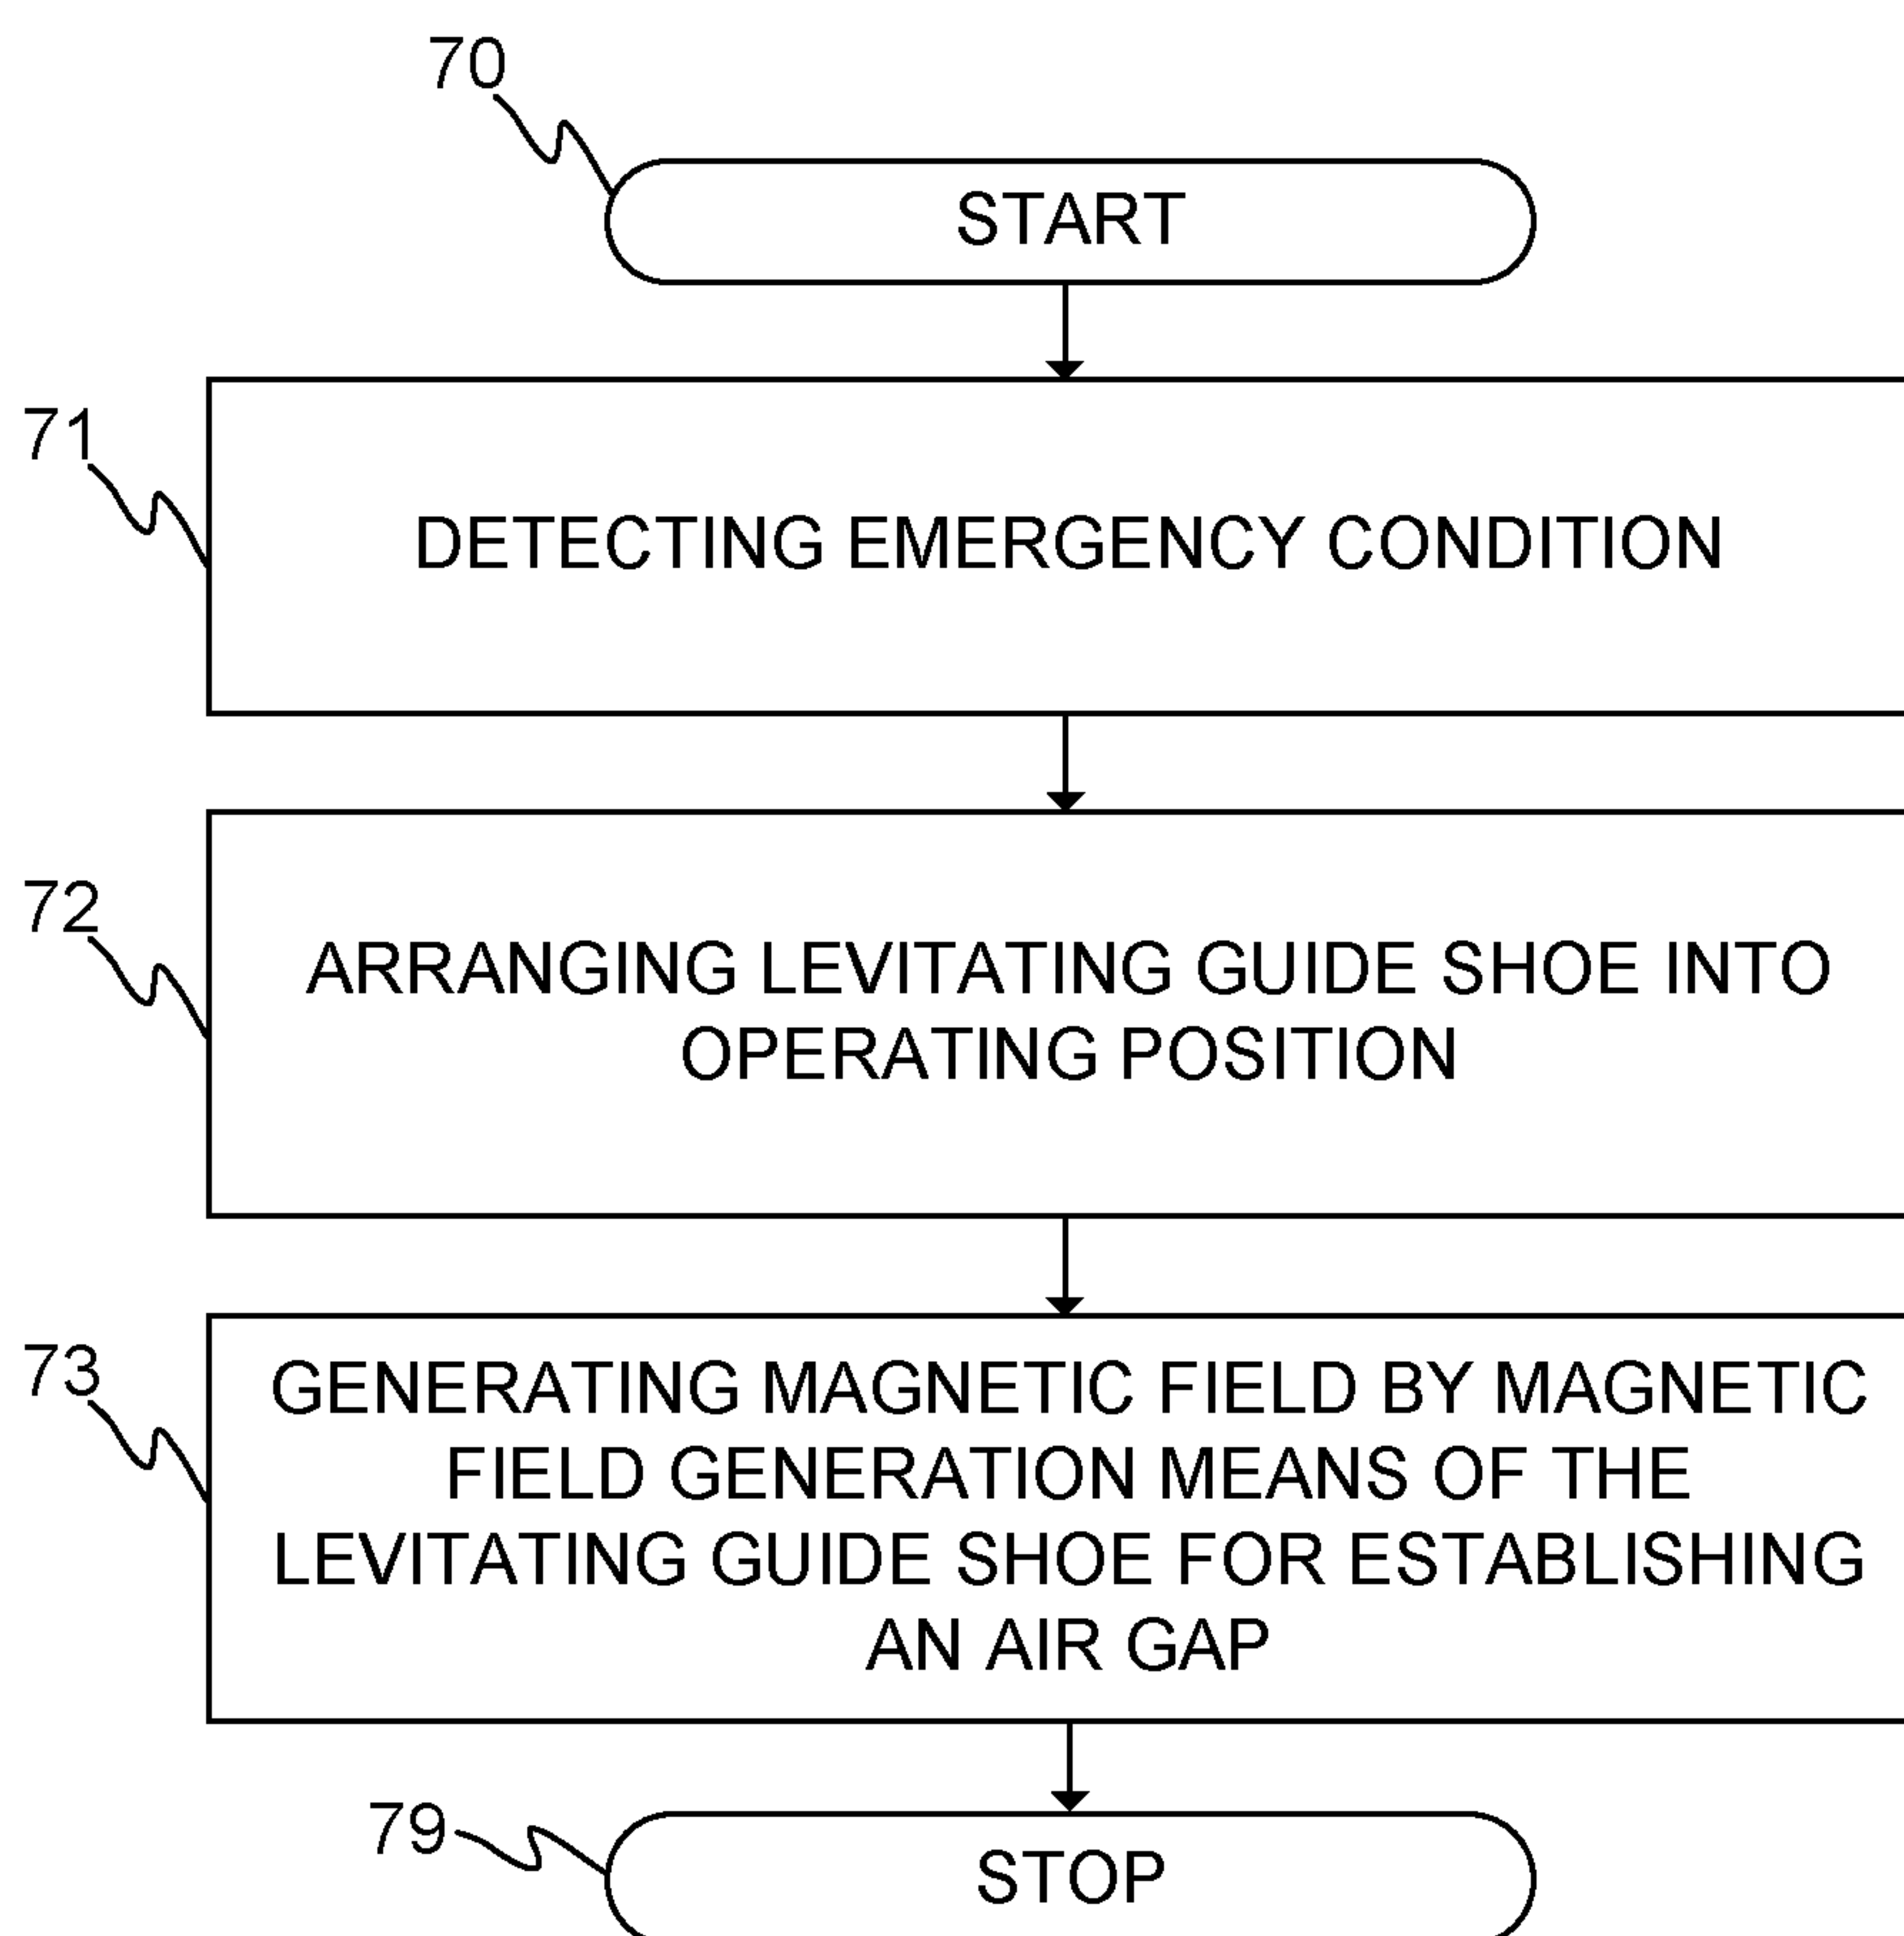 70
START
71
DETECTING EMERGENCY CONDITION
72
ARRANGING LEVITATING GUIDE SHOE INTO
OPERATING POSITION
73
GENERATING MAGNETIC FIELD BY MAGNETIC
FIELD GENERATION MEANS OF THE
LEVITATING GUIDE SHOE FOR ESTABLISHING
AN AIR GAP
79
STOP